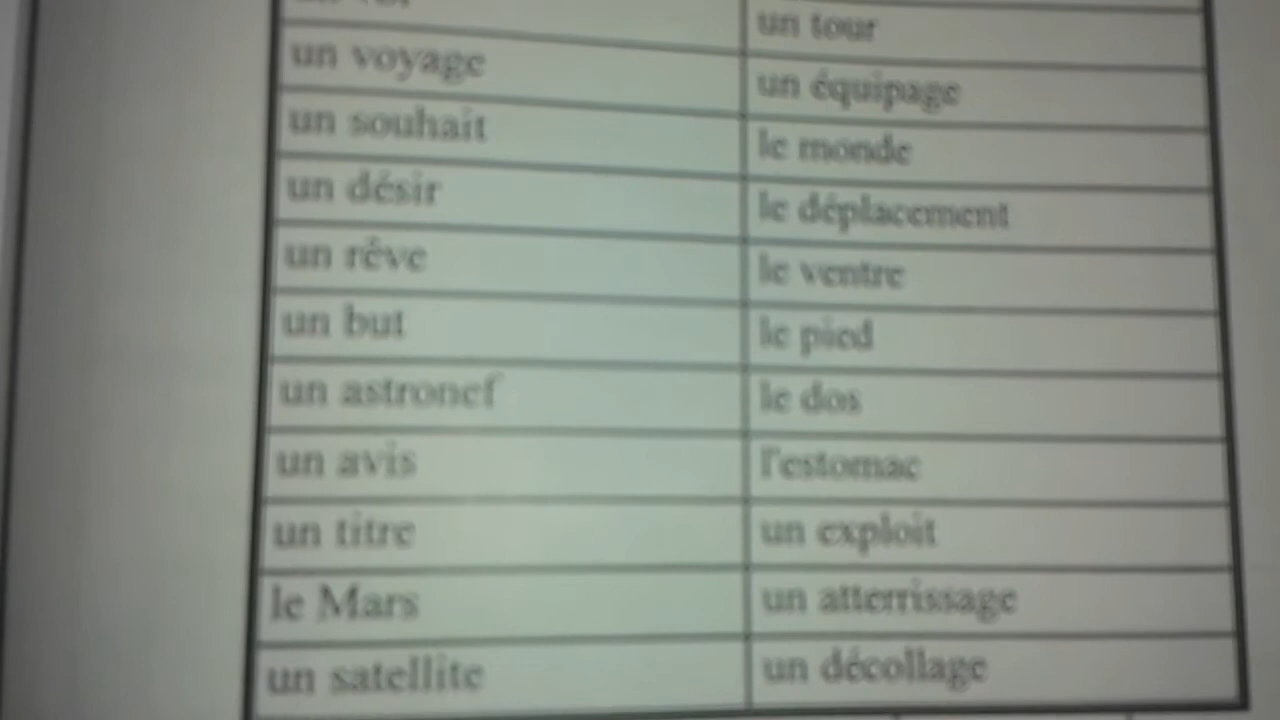 un tour
un voyage
un équipage
un souhait
le monde
un désir
le déplacement
un rêve
le ventre
un but
le pied
un astronef
le dos
un avis
l'estomac
un titre
un exploit
le Mars
un atterrissage
un satellite
un décollage